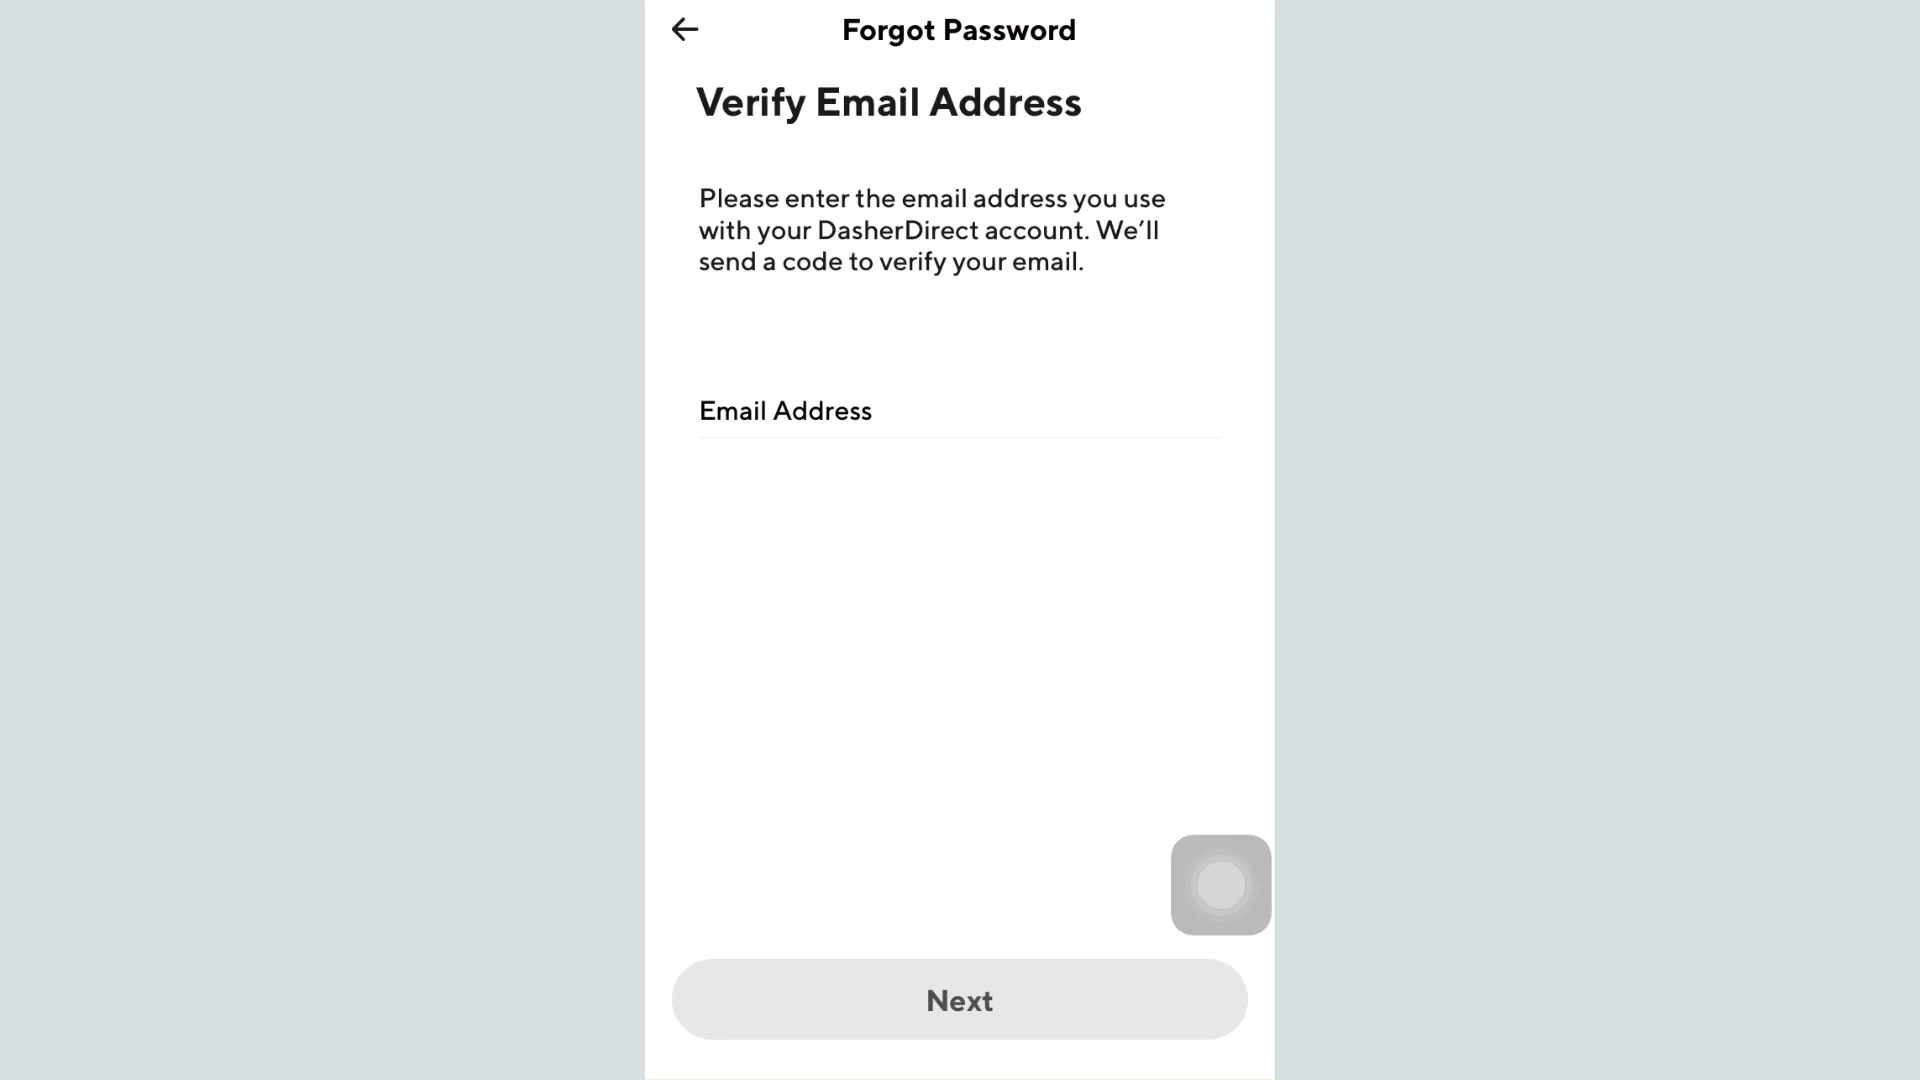 Forgot Password
Verify Email Address
Please enter the email address you use
with your DasherDirect account. We’ll
send a code to verify your email.
Email Address
Next